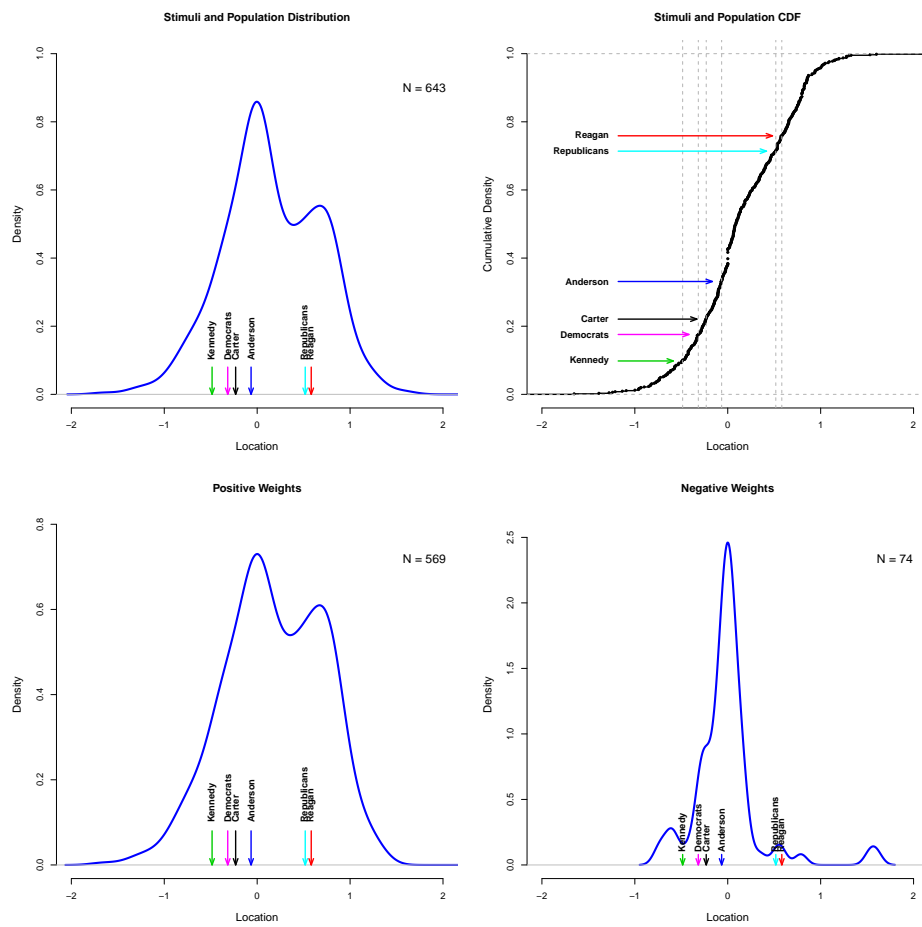 Stimuli and Population Distribution
N = 643
Density
0.0 0.2 0.4 0.6 0.8 1.0
Kennedy
Democrats
Carter
Anderson
Republicans
Reagan
−2 −1 0 1 2
Location
Stimuli and Population CDF
Cumulative Density
0.0 0.2 0.4 0.6 0.8 1.0
Reagan
Republicans
Anderson
Carter
Democrats
Kennedy
−2 −1 0 1 2
Location
Positive Weights
N = 569
Density
0.0 0.2 0.4 0.6 0.8
Kennedy
Democrats
Carter
Anderson
Republicans
Reagan
−2 −1 0 1 2
Location
Negative Weights
N = 74
Density
0.0 0.5 1.0 1.5 2.0 2.5
Kennedy
Democrats
Carter
Anderson
Republicans
Reagan
−2 −1 0 1 2
Location